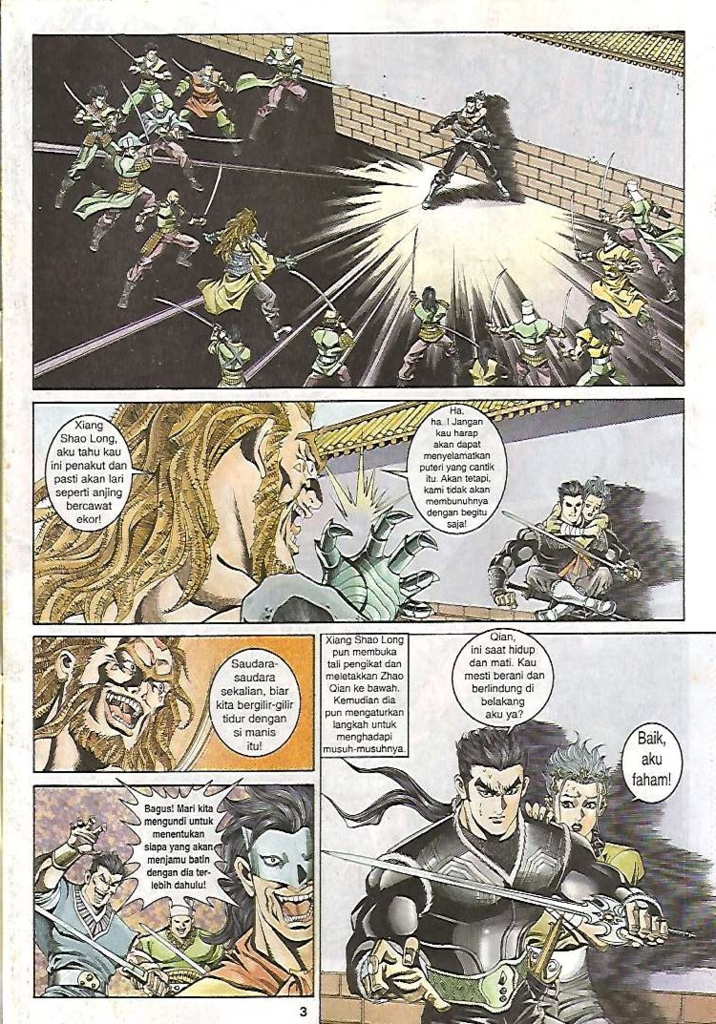 Xiang
Shao Long,
aku tahu kau
ini penakut dan
pasti akan lari
seperti anjing
bercawat
ekor!
Ha,
ha..! Jangan
kau harap
akan dapat
menyelamatkan
puteri yang cantik
itu. Akan tetapi,
kami tidak akan
membunuhnya
dengan begitu
saja!
Saudara-
saudara
sekalian, biar
kita bergilir-gilir
tidur dengan
si manis
itu!
Bagus! Mari kita
mengundi untuk
menentukan
siapa yang akan
menjamu batin
dengan dia ter-
lebih dahulu!
Xiang Shao Long
pun membuka
tali pengikat dan
meletakkan Zhao
Qian ke bawah.
Kemudian dia
pun mengaturkan
langkah untuk
menghadapi
musuh-musuhnya.
Qian,
ini saat hidup
dan mati. Kau
mesti berani dan
berlindung di
belakang
aku ya?
Baik,
aku
faham!
3